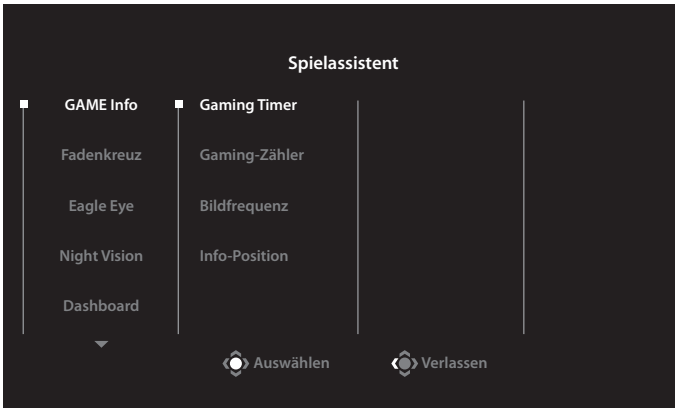 Spielassistent
GAME Info
Gaming Timer
Fadenkreuz
Gaming-Zähler
Eagle Eye
Bildfrequenz
Night Vision
Info-Position
Dashboard
Auswählen
Verlassen